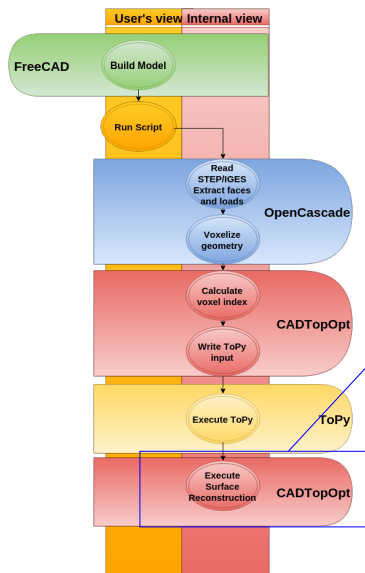 User's view Internal view
FreeCAD
Build Model
Run Script
Read
STEP/IGES
Extract faces
and loads
OpenCascade
Voxelize
geometry
Calculate
voxel index
CADTopOpt
Write ToPy
input
Execute ToPy
ToPy
Execute
Surface
Reconstruction
CADTopOpt